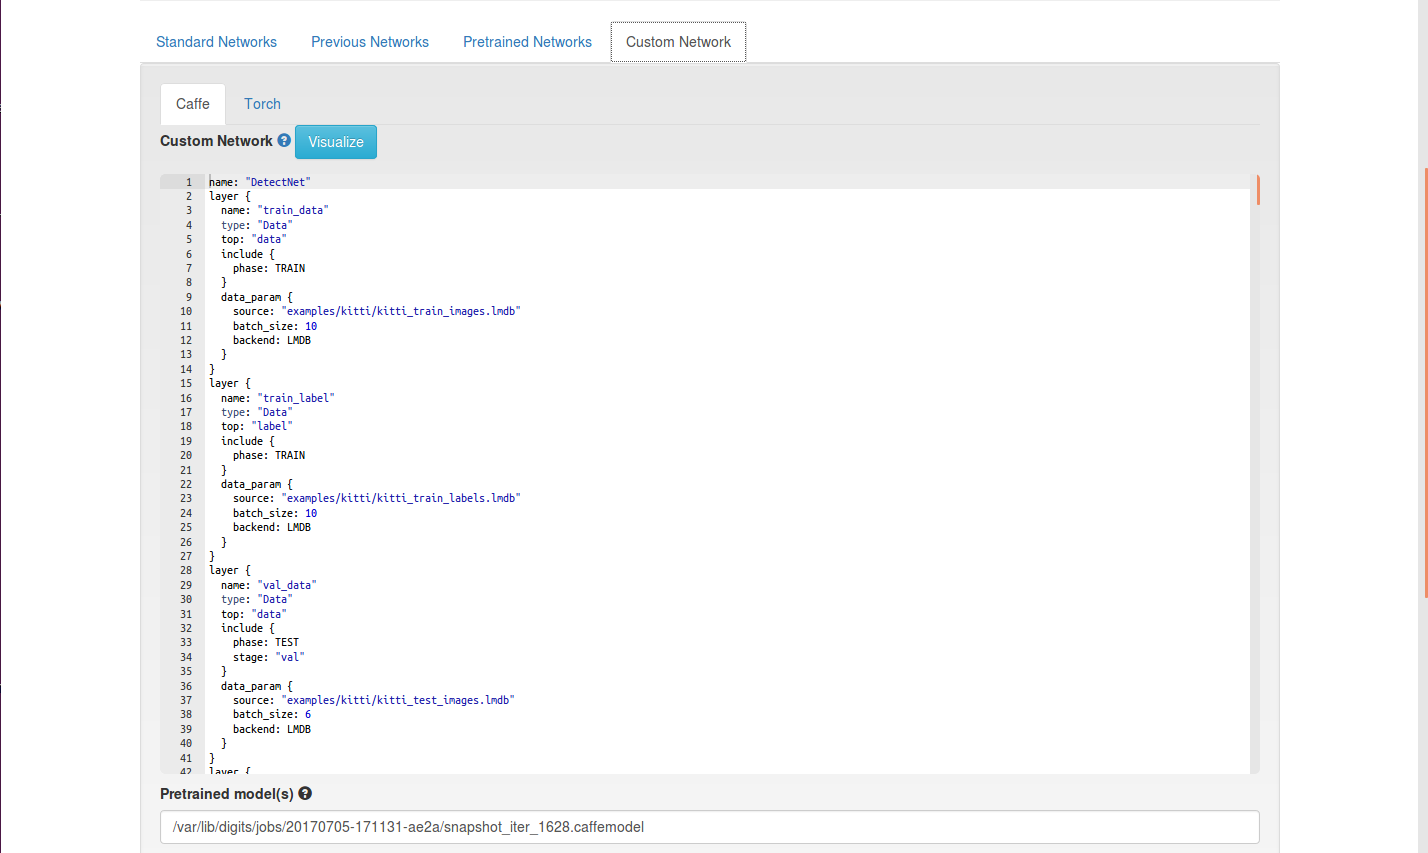 Standard Networks Previous Networks Pretrained Networks Custom Network
Caffe Torch
Custom Network ? Visualize
1 name: "DetectNet"
2 layer {
3   name: "train_data"
4   type: "Data"
5   top: "data"
6   include {
7     phase: TRAIN
8   }
9   data_param {
10     source: "examples/kitti/kitti_train_images.lmdb"
11     batch_size: 10
12     backend: LMDB
13   }
14 }
15 layer {
16   name: "train_label"
17   type: "Data"
18   top: "label"
19   include {
20     phase: TRAIN
21   }
22   data_param {
23     source: "examples/kitti/kitti_train_labels.lmdb"
24     batch_size: 10
25     backend: LMDB
26   }
27 }
28 layer {
29   name: "val_data"
30   type: "Data"
31   top: "data"
32   include {
33     phase: TEST
34     stage: "val"
35   }
36   data_param {
37     source: "examples/kitti/kitti_test_images.lmdb"
38     batch_size: 6
39     backend: LMDB
40   }
41 }
42 layer {
Pretrained model(s) ?
/var/lib/digits/jobs/20170705-171131-ae2a/snapshot_iter_1628.caffemodel